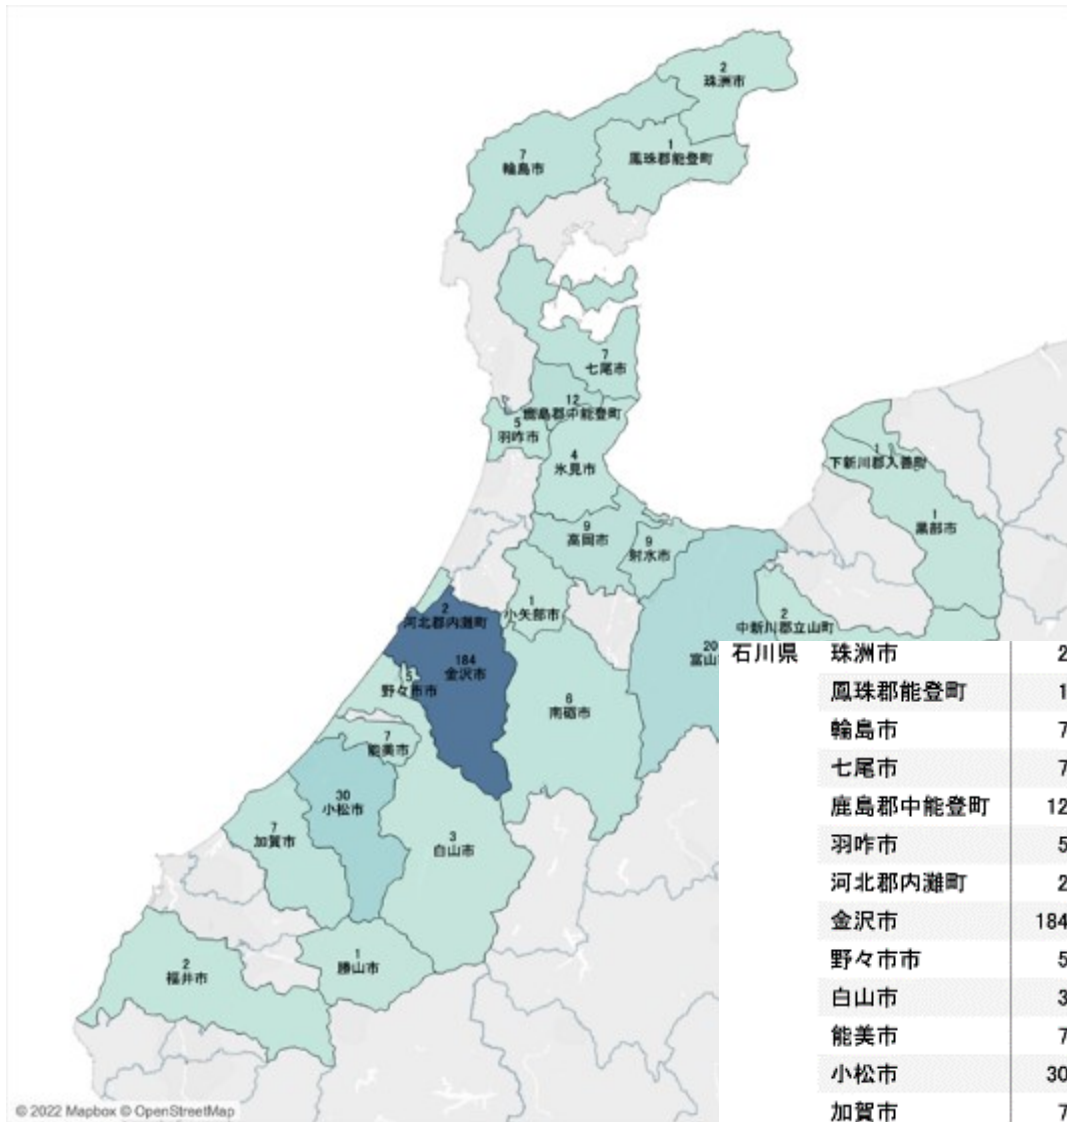 2
珠洲市
7
輪島市
1
鳳珠郡能登町
7
七尾市
12
鹿島郡中能登町
5
羽咋市
4
氷見市
1
下新川郡入善町
1
黒部市
9
高岡市
9
射水市
1
小矢部市
2
中新川郡立山町
2
河北郡内灘町
20
富山
184
金沢市
5
野々市市
6
南砺市
7
能美市
30
小松市
7
加賀市
3
白山市
1
勝山市
2
福井市
石川県 珠洲市 2
鳳珠郡能登町 1
輪島市 7
七尾市 7
鹿島郡中能登町 12
羽咋市 5
河北郡内灘町 2
金沢市 184
野々市市 5
白山市 3
能美市 7
小松市 30
加賀市 7
© 2022 Mapbox © OpenStreetMap